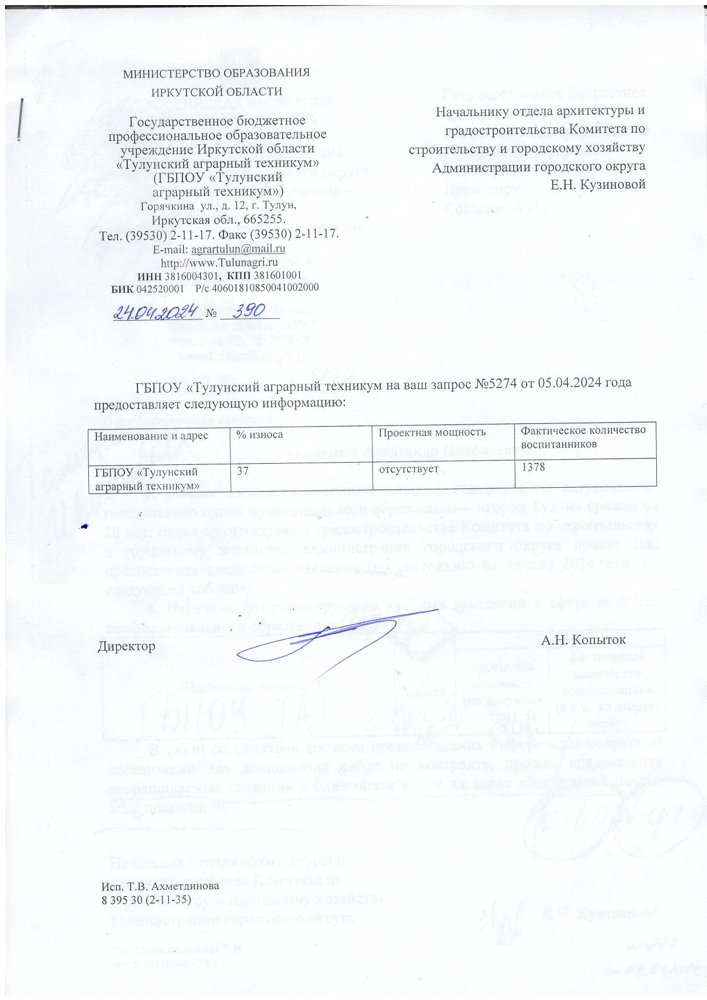 МИНИСТЕРСТВО ОБРАЗОВАНИЯ
ИРКУТСКОЙ ОБЛАСТИ
Государственное бюджетное
профессиональное образовательное
учреждение Иркутской области
«Тулунский аграрный техникум»
(ГБПОУ «Тулунский
аграрный техникум»)
Горячкина ул., д. 12, г. Тулун,
Иркутская обл., 665255.
Тел. (39530) 2-11-17. Факс (39530) 2-11-17.
E-mail: agrartulun@mail.ru
http://www.Tulunagri.ru
ИНН 3816004301, КПП 381601001
БИК 042520001 Р/с 40601810850041002000
24.04.2024 № 390
Начальнику отдела архитектуры и
градостроительства Комитета по
строительству и городскому хозяйству
Администрации городского округа
Е.Н. Кузиновой
ГБПОУ «Тулунский аграрный техникум на ваш запрос №5274 от 05.04.2024 года
предоставляет следующую информацию:
Наименование и адрес
% износа
Проектная мощность
Фактическое количество
воспитанников
ГБПОУ «Тулунский
аграрный техникум»
37
отсутствует
1378
Директор
А.Н. Копыток
Исп. Т.В. Ахметдинова
8 395 30 (2-11-35)